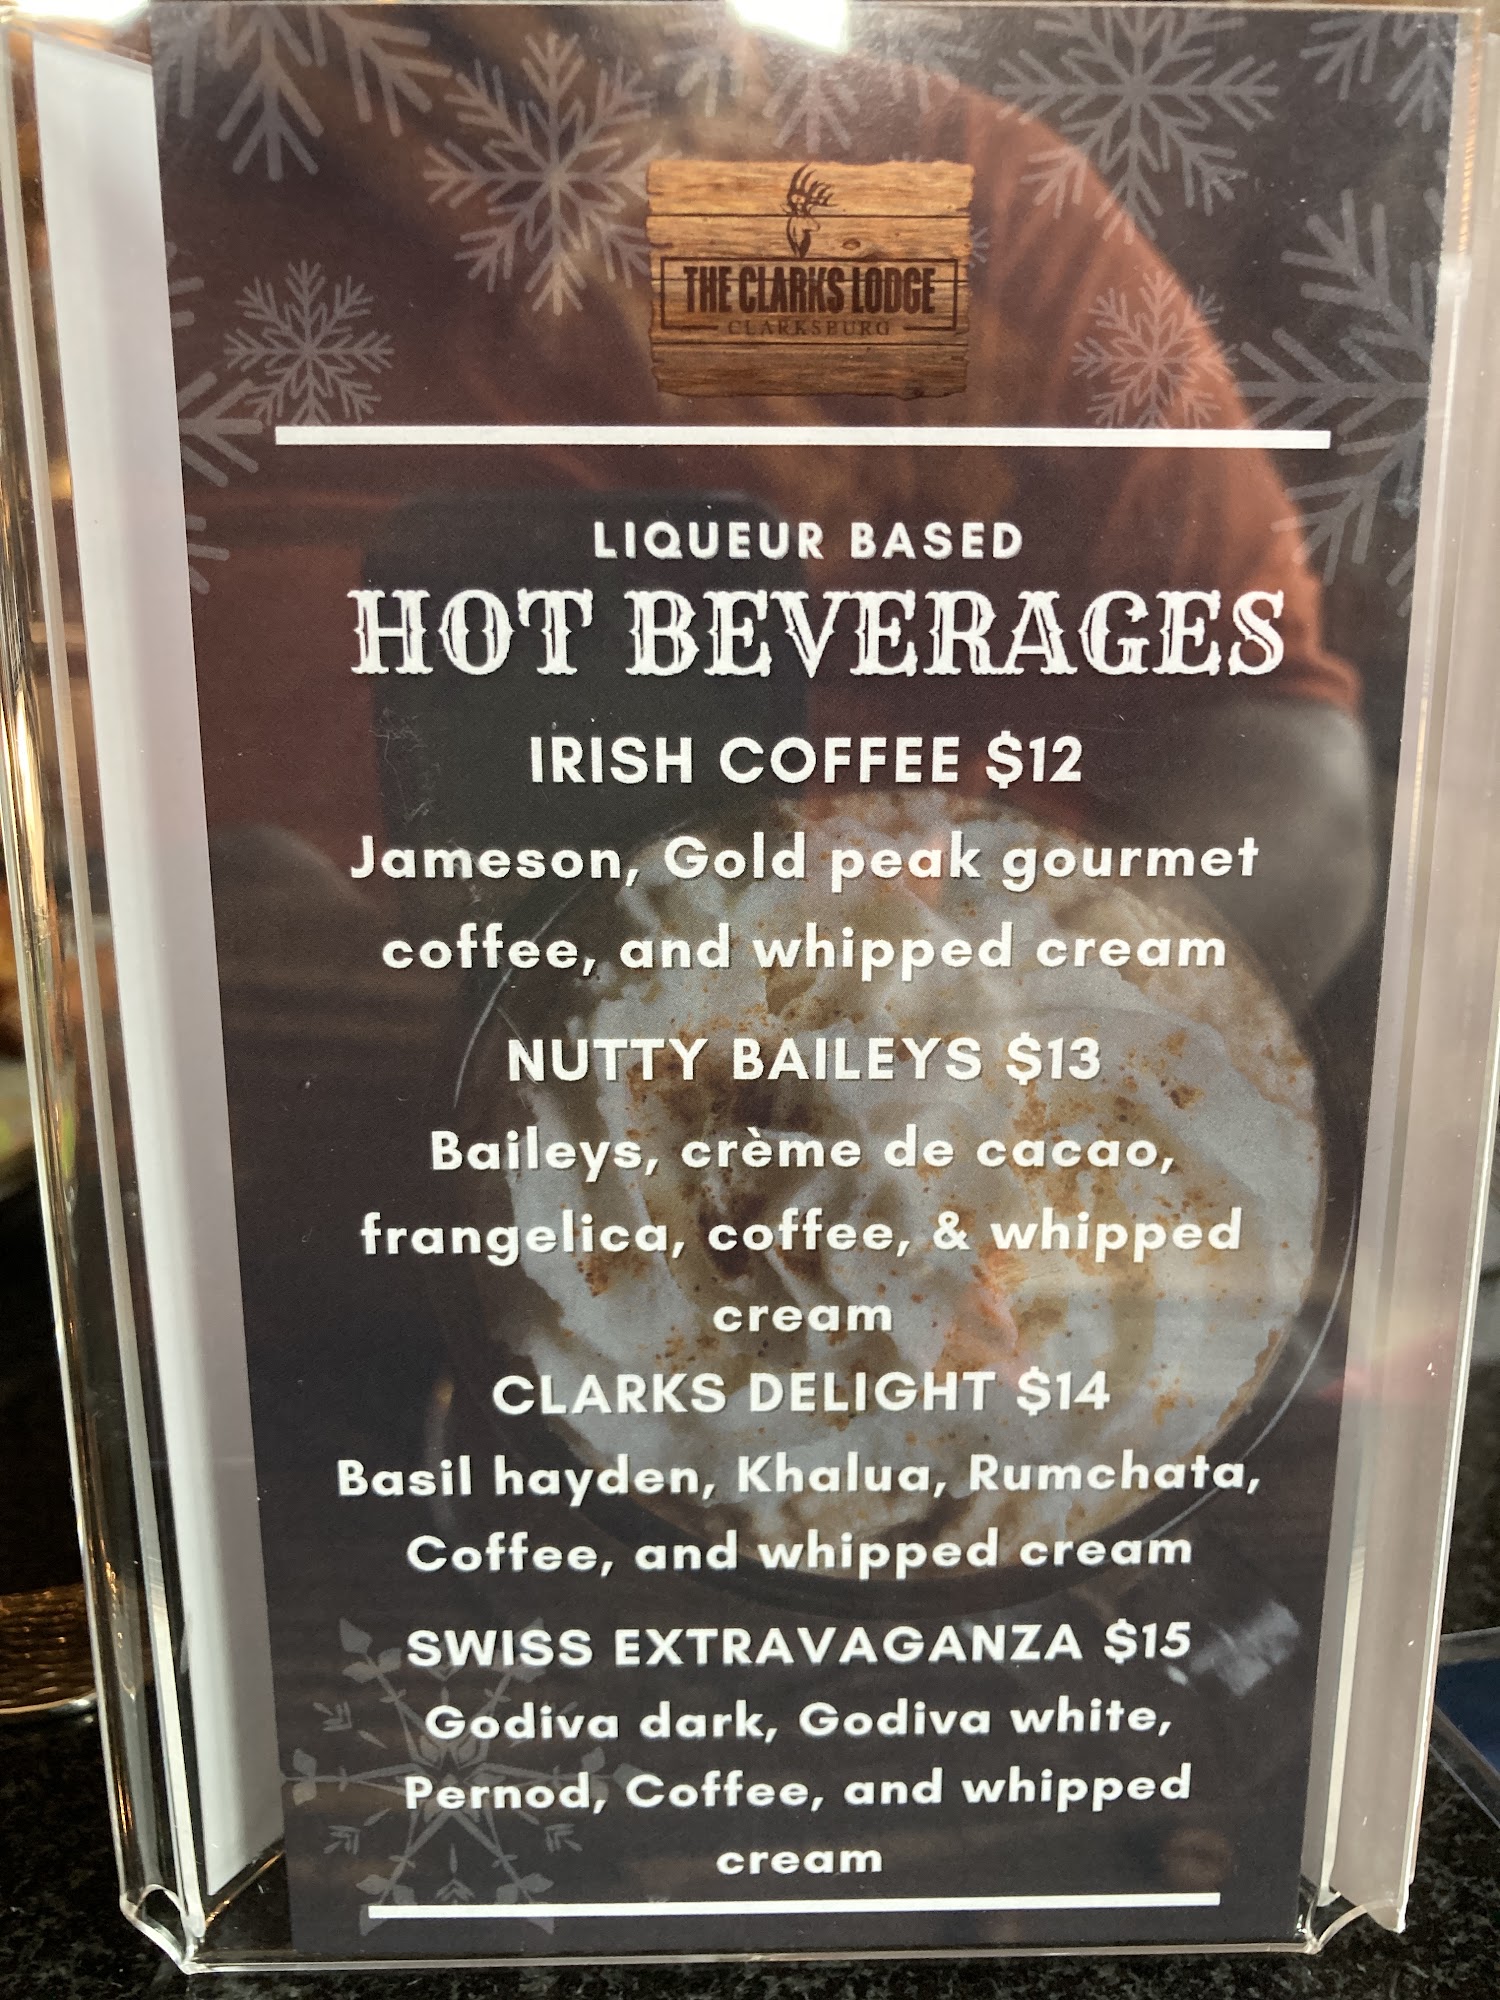 THE CLARKS LODGE
CLARKSBURG
LIQUEUR BASED
HOT BEVERAGES
IRISH COFFEE $12
Jameson, Gold peak gourmet
coffee, and whipped cream
NUTTY BAILEYS $13
Baileys, crème de cacao,
frangelica, coffee, & whipped
cream
CLARKS DELIGHT $14
Basil hayden, Khalua, Rumchata,
Coffee, and whipped cream
SWISS EXTRAVAGANZA $15
Godiva dark, Godiva white,
Pernod, Coffee, and whipped
cream